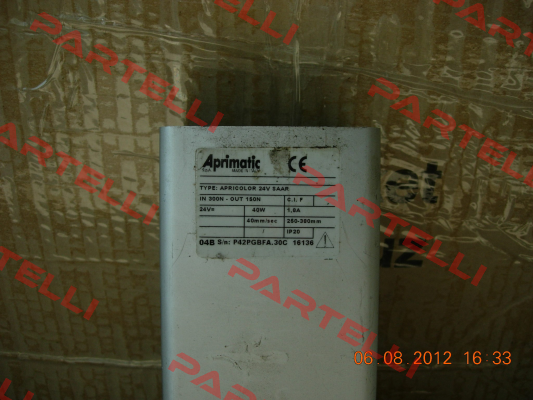 PARTELLI
PARTELLI
PARTELLI
Aprimatic CE
MADE IN ITALY
TYPE: APRICOLOR 24V SAAR
IN 300N - OUT 150N C.I. F
24V= 40W 1,8A
40mm/sec 250-380mm
/ IP20
04B S/n: P42PGBFA.30C 16136
PARTELLI
PARTELLI
PARTELLI
06-08.2012 16:33
PARTELLI
PARTELLI